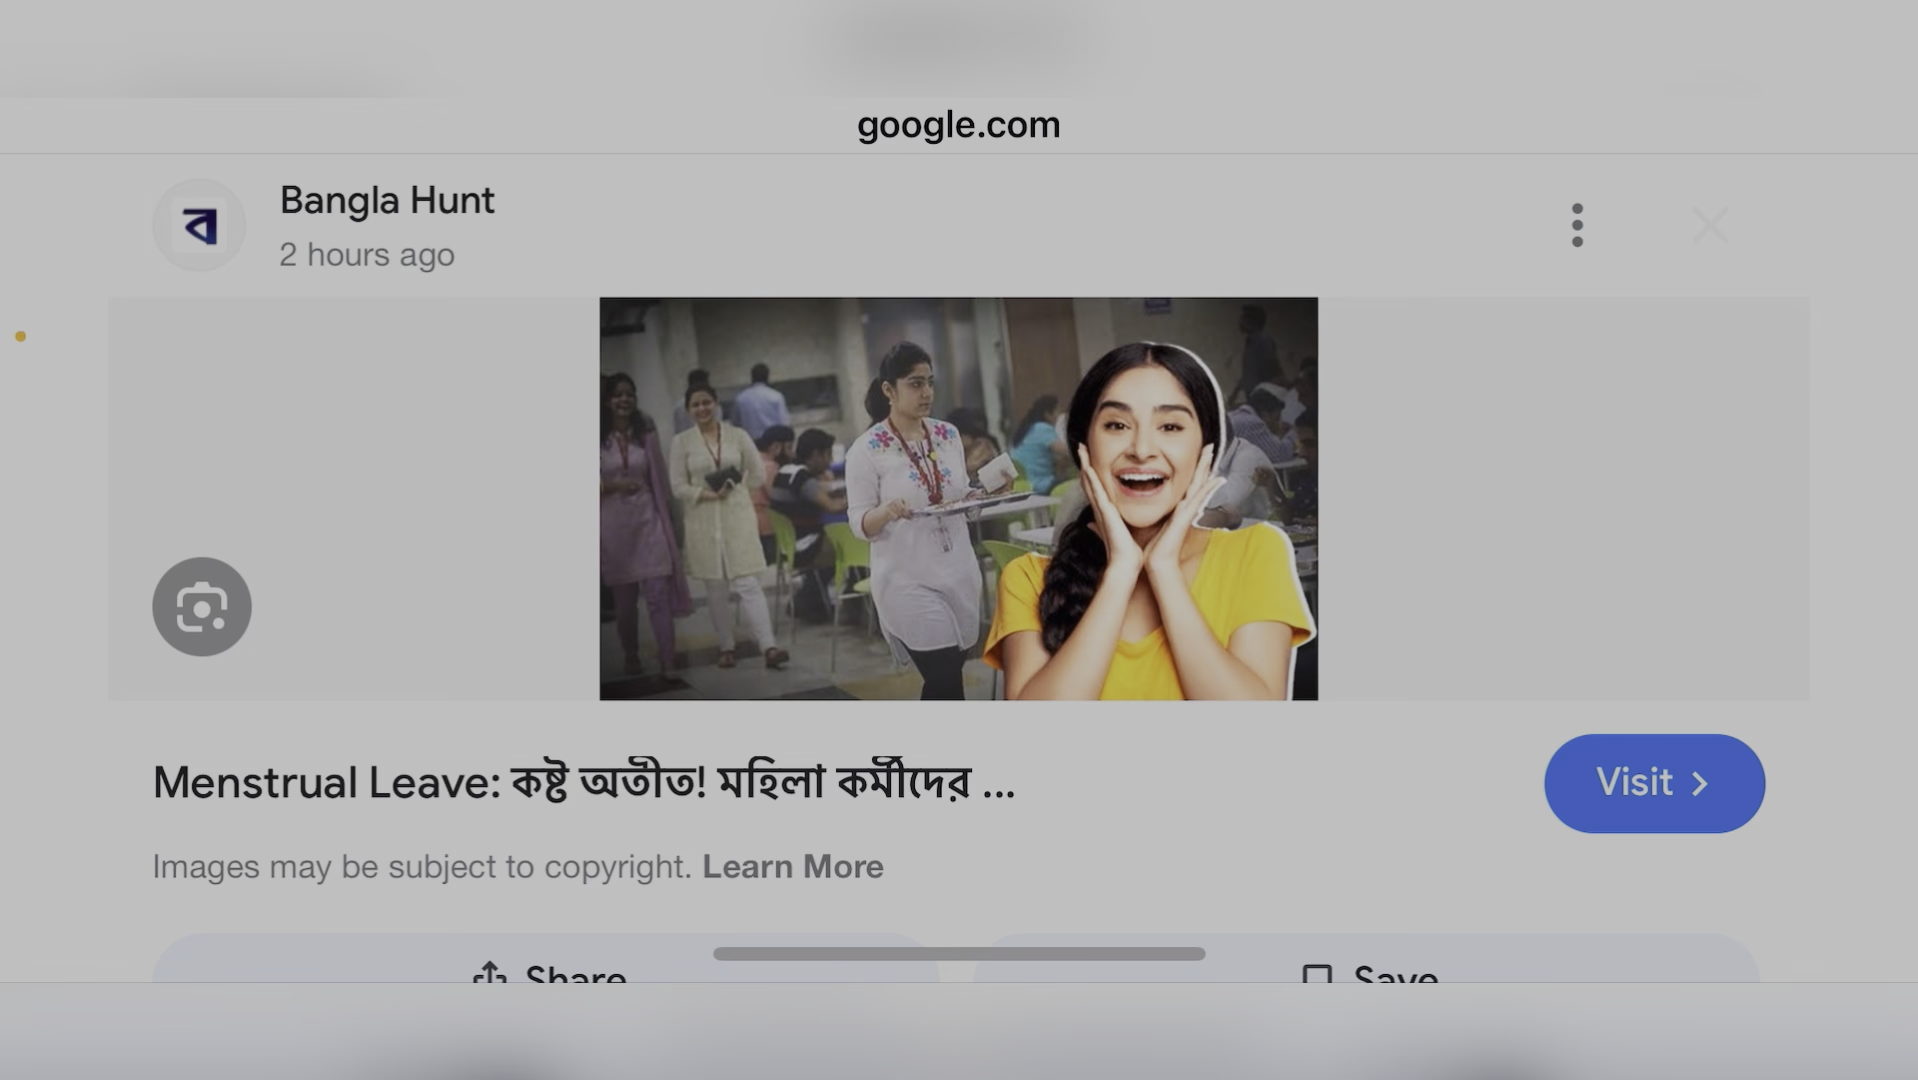 google.com
Bangla Hunt
2 hours ago
Menstrual Leave: কষ্ট অতীত! মহিলা কর্মীদের ...
Visit
Images may be subject to copyright. Learn More
Share
Save